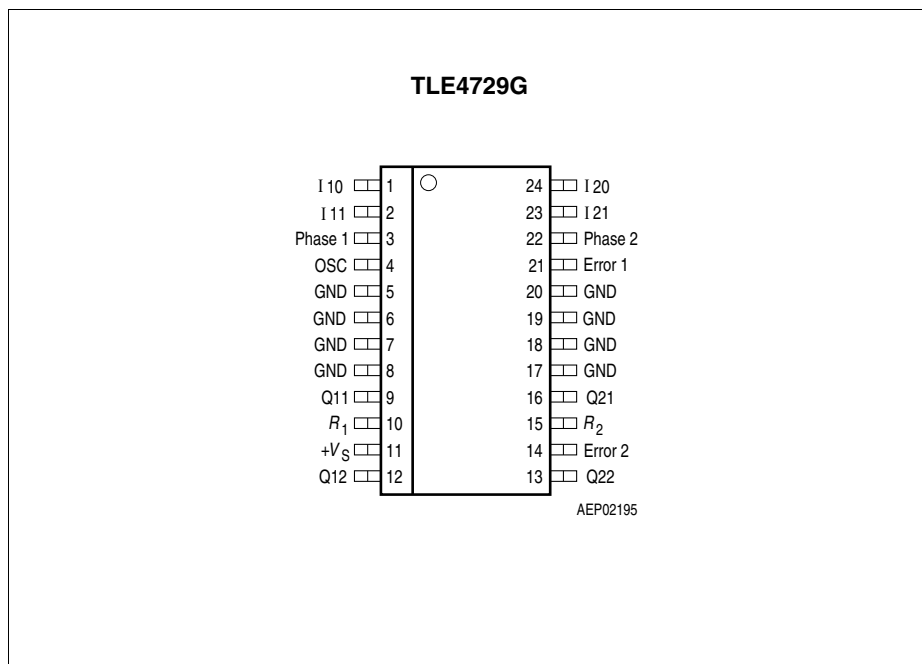 TLE4729G
I 10 1 24 I 20
I 11 2 23 I 21
Phase 1 3 22 Phase 2
OSC 4 21 Error 1
GND 5 20 GND
GND 6 19 GND
GND 7 18 GND
GND 8 17 GND
Q11 9 16 Q21
R1 10 15 R2
+VS 11 14 Error 2
Q12 12 13 Q22
AEP02195